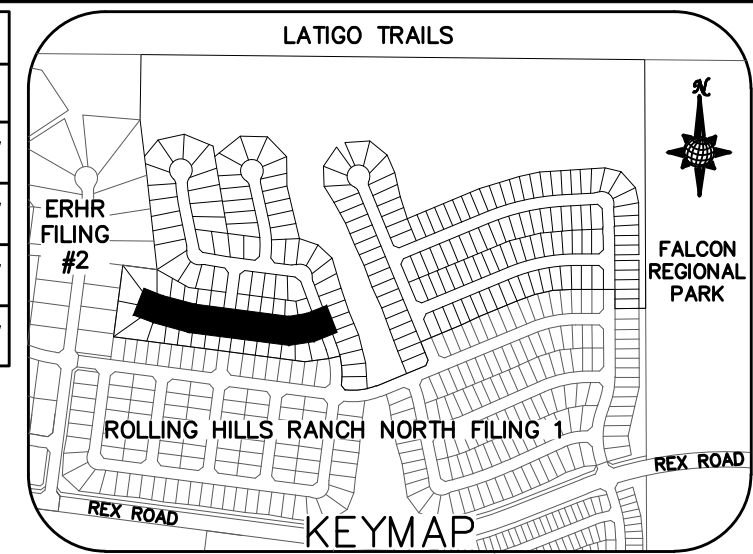 LATIGO TRAILS
N
ERHR
FILING
#2
FALCON
REGIONAL
PARK
ROLLING HILLS RANCH NORTH FILING 1
REX ROAD
REX ROAD
KEYMAP